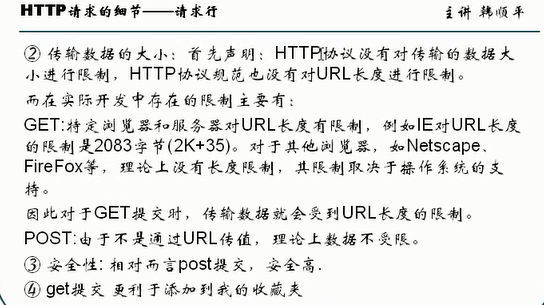 HTTP请求的细节——请求行
主讲 韩顺平
② 传输数据的大小：首先声明：HTTP协议没有对传输的数据大
小进行限制，HTTP协议规范也没有对URL长度进行限制。
而在实际开发中存在的限制主要有：
GET:特定浏览器和服务器对URL长度有限制，例如IE对URL长度
的限制是2083字节(2K+35)。对于其他浏览器，如Netscape、
FireFox等，理论上没有长度限制，其限制取决于操作系统的支
持。
因此对于GET提交时，传输数据就会受到URL长度的限制。
POST:由于不是通过URL传值，理论上数据不受限。
③ 安全性: 相对而言post提交，安全高.
④ get提交 更利于添加到我的收藏夹